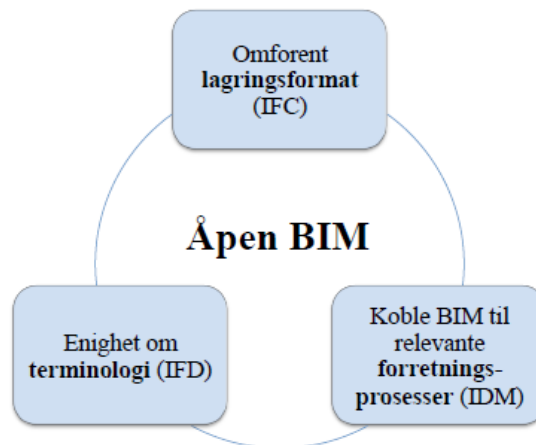 Omforent
lagringsformat
(IFC)
Åpen BIM
Enighet om
terminologi (IFD)
Koble BIM til
relevante
forretnings-
prosesser (IDM)